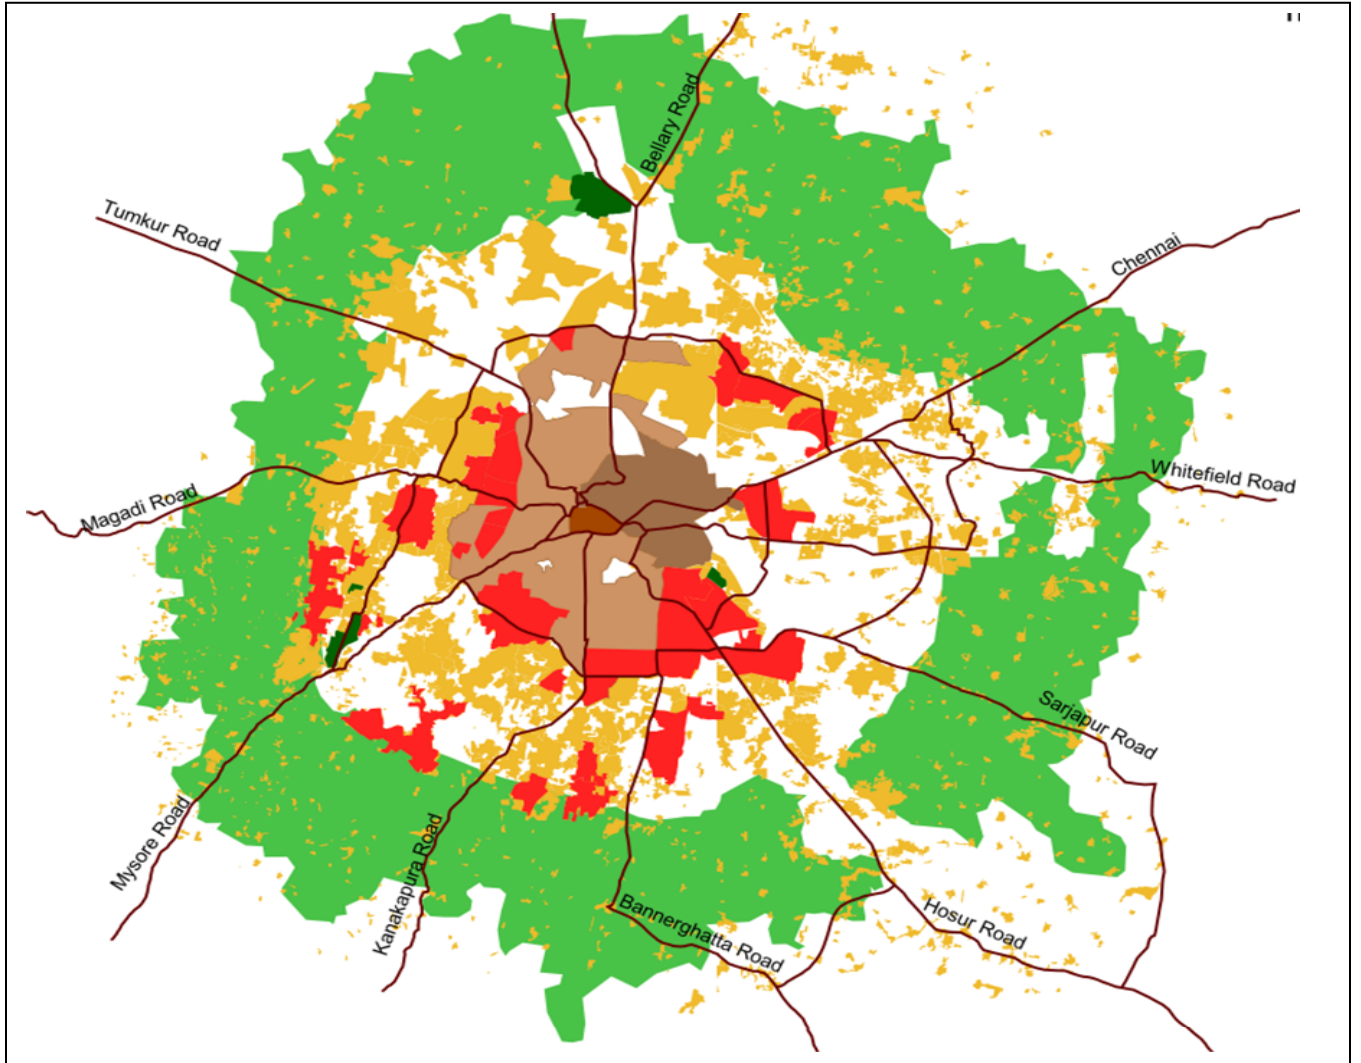 Bellary Road
Tumkur Road
Chennai
Whitefield Road
Magadi Road
Sarjapur Road
Mysore Road
Kanakapura Road
Bannerghatta Road
Hosur Road